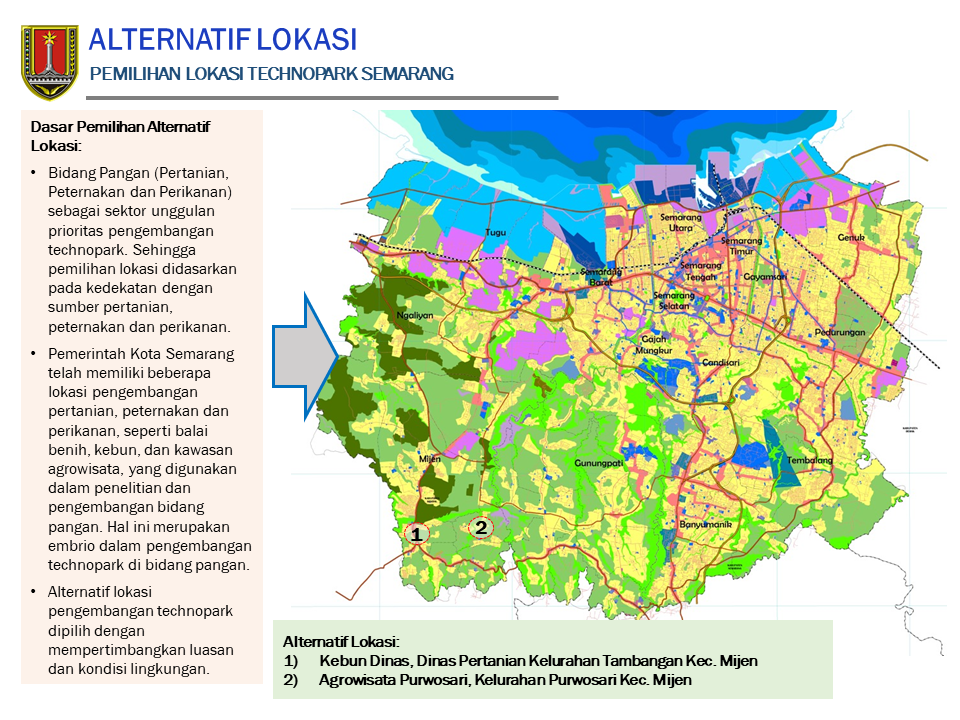 ALTERNATIF LOKASI
PEMILIHAN LOKASI TECHNOPARK SEMARANG
Dasar Pemilihan Alternatif
Lokasi:
• Bidang Pangan (Pertanian,
Peternakan dan Perikanan)
sebagai sektor unggulan
prioritas pengembangan
technopark. Sehingga
pemilihan lokasi didasarkan
pada kedekatan dengan
sumber pertanian,
peternakan dan perikanan.
• Pemerintah Kota Semarang
telah memiliki beberapa
lokasi pengembangan
pertanian, peternakan dan
perikanan, seperti balai
benih, kebun, dan kawasan
agrowisata, yang digunakan
dalam penelitian dan
pengembangan bidang
pangan. Hal ini merupakan
embrio dalam pengembangan
technopark di bidang pangan.
• Alternatif lokasi
pengembangan technopark
dipilih dengan
mempertimbangkan luasan
dan kondisi lingkungan.
Tugu
Semarang
Utara
Semarang
Timur
Genuk
Semarang
Barat
Semarang
Tengah
Gayamsari
Semarang
Selatan
Ngaliyan
Gajah
Mungkur
Pedurungan
Candisari
Mijen
Gunungpati
Tembalang
Banyumanik
1
2
Alternatif Lokasi:
1) Kebun Dinas, Dinas Pertanian Kelurahan Tambangan Kec. Mijen
2) Agrowisata Purwosari, Kelurahan Purwosari Kec. Mijen